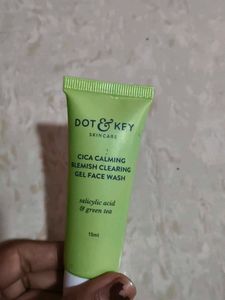 DOT & KEY
SKINCARE
CICA CALMING
BLEMISH CLEARING
GEL FACE WASH
salicylic acid
& green tea
15ml